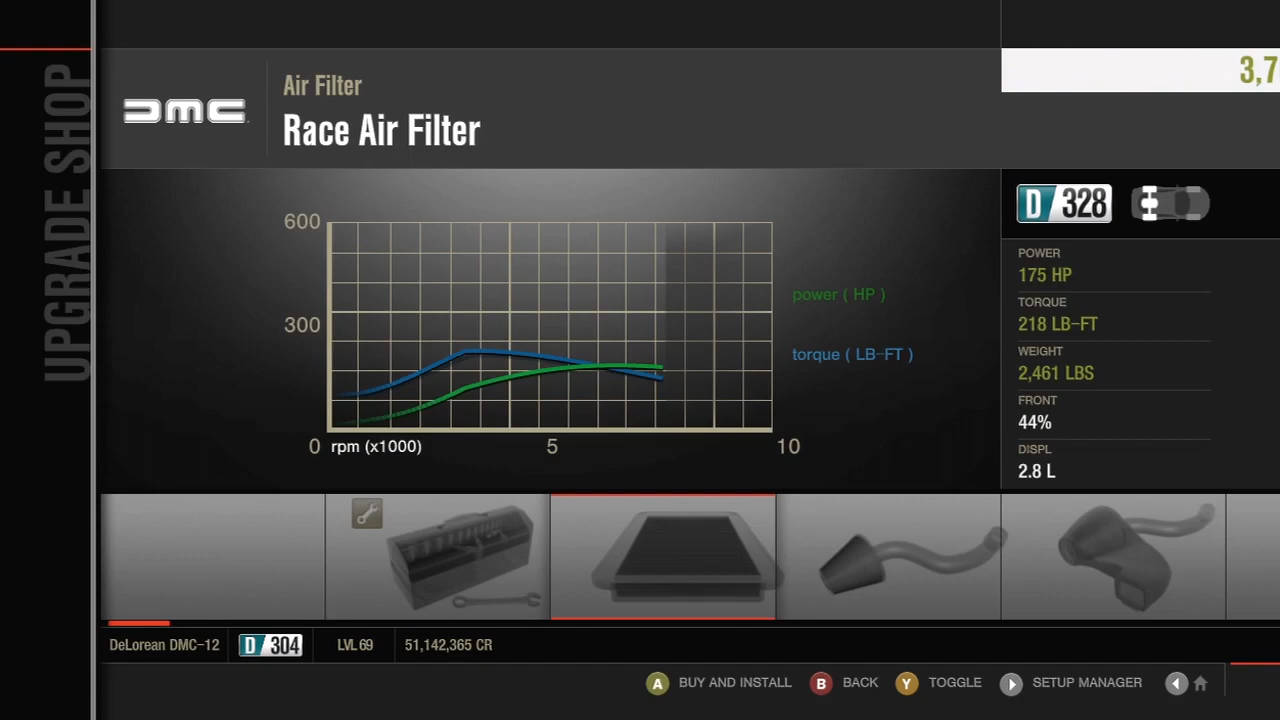 UPGRADE SHOP
DMC
Air Filter
Race Air Filter
3,7
D 328
600
300
0 rpm (x1000) 5 10
power ( HP )
torque ( LB-FT )
POWER
175 HP
TORQUE
218 LB-FT
WEIGHT
2,461 LBS
FRONT
44%
DISPL
2.8 L
DeLorean DMC-12 D 304 LVL 69 51,142,365 CR
A BUY AND INSTALL B BACK Y TOGGLE SETUP MANAGER